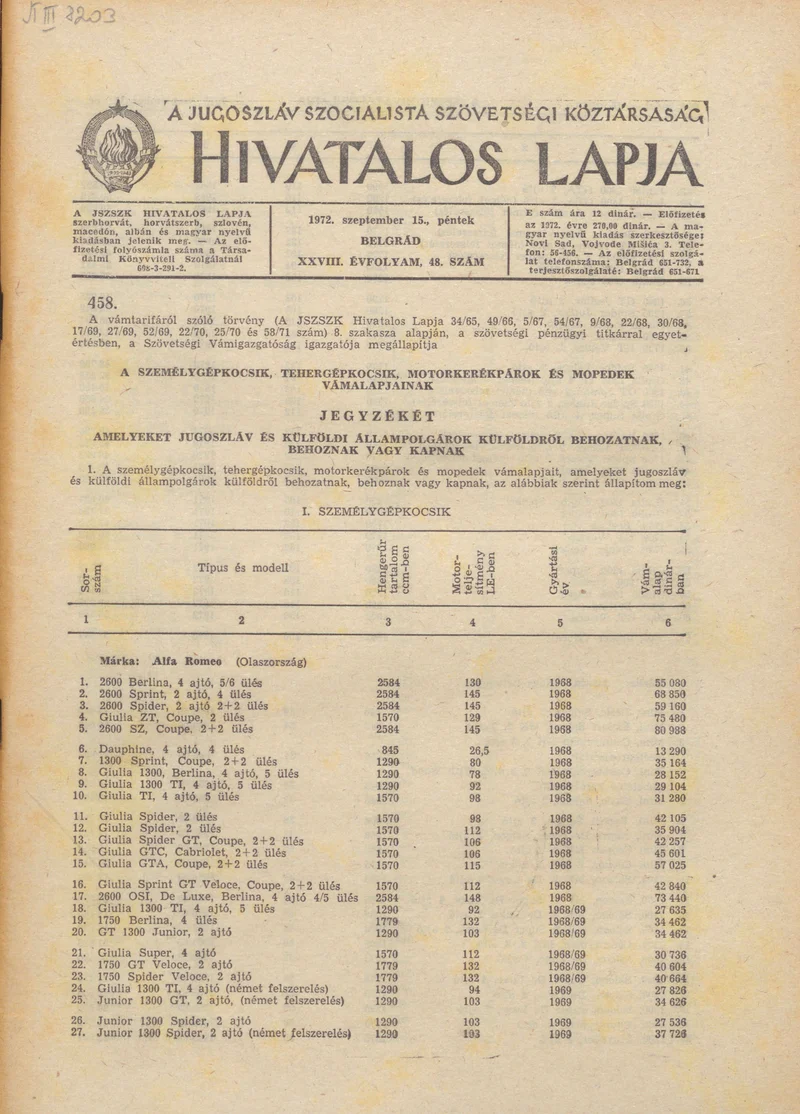 A JUGOSZLÁV SZOCIALISTA SZÖVETSÉGI KÖZTÁRSASÁG
HIVATALOS LAPJA
A JSZSZK HIVATALOS LAPJA
szerbhorvát, horvátszerb, szlovén,
macedón, albán és magyar nyelvű
kiadásban jelenik meg. — Az elő-
fizetési folyószámla száma a Társa-
dalmi Könyvviteli Szolgálatnál
608-3-291-2.
1972. szeptember 15., péntek
BELGRÁD
XXVIII. ÉVFOLYAM, 48. SZÁM
E szám ára 12 dinár. — Előfizetés
az 1972. évre 270,00 dinár. — A ma-
gyar nyelvű kiadás szerkesztősége:
Novi Sad, Vojvode Mišića 3. Tele-
fon: 56-456. — Az előfizetési szolgá-
lat telefonszáma: Belgrád 651-732, a
terjesztőszolgálaté: Belgrád 651-671
458.
A vámtarifáról szóló törvény (A JSZSZK Hivatalos Lapja 34/65, 49/66, 5/67, 54/67, 9/68, 22/68, 30/68,
17/69, 27/69, 52/69, 22/70, 25/70 és 58/71 szám) 8. szakasza alapján, a szövetségi pénzügyi titkárral egyet-
értésben, a Szövetségi Vámigazgatóság igazgatója megállapítja
A SZEMÉLYGÉPKOCSIK, TEHERGÉPKOCSIK, MOTORKERÉKPÁROK ÉS MOPEDEK
VÁMALAPJAINAK
JEGYZÉKÉT
AMELYEKET JUGOSZLÁV ÉS KÜLFÖLDI ÁLLAMPOLGÁROK KÜLFÖLDRŐL BEHOZATNAK,
BEHOZNAK VAGY KAPNAK
1. A személygépkocsik, tehergépkocsik, motorkerékpárok és mopedek vámalapjait, amelyeket jugoszláv
és külföldi állampolgárok külföldről behozatnak, behoznak vagy kapnak, az alábbiak szerint állapítom meg:
I. SZEMÉLYGÉPKOCSIK
Sor-
szám
Típus és modell
Hengerűr
tartalom
ccm-ben
Motor-
telje-
sítmény
LE-ben
Gyártási
év
Vám-
alap
dinár-
ban
1 2 3 4 5 6
Márka: Alfa Romeo (Olaszország)
1. 2600 Berlina, 4 ajtó, 5/6 ülés 2584 130 1968 55 080
2. 2600 Sprint, 2 ajtó, 4 ülés 2584 145 1968 68 850
3. 2600 Spider, 2 ajtó 2+2 ülés 2584 145 1968 59 160
4. Giulia ZT, Coupe, 2 ülés 1570 129 1968 75 480
5. 2600 SZ, Coupe, 2+2 ülés 2584 145 1968 80 988
6. Dauphine, 4 ajtó, 4 ülés 845 26,5 1968 13 290
7. 1300 Sprint, Coupe, 2+2 ülés 1290 80 1968 35 164
8. Giulia 1300, Berlina, 4 ajtó, 5 ülés 1290 78 1968 28 152
9. Giulia 1300 TI, 4 ajtó, 5 ülés 1290 92 1968 29 104
10. Giulia TI, 4 ajtó, 5 ülés 1570 98 1968 31 280
11. Giulia Spider, 2 ülés 1570 98 1968 42 105
12. Giulia Spider, 2 ülés 1570 112 1968 35 904
13. Giulia Spider GT, Coupe, 2+2 ülés 1570 106 1968 42 257
14. Giulia GTC, Cabriolet, 2+2 ülés 1570 106 1968 45 601
15. Giulia GTA, Coupe, 2+2 ülés 1570 115 1968 57 025
16. Giulia Sprint GT Veloce, Coupe, 2+2 ülés 1570 112 1968 42 840
17. 2600 OSI, De Luxe, Berlina, 4 ajtó 4/5 ülés 2584 148 1968 73 440
18. Giulia 1300 TI, 4 ajtó, 5 ülés 1290 92 1968/69 27 635
19. 1750 Berlina, 4 ülés 1779 132 1968/69 34 462
20. GT 1300 Junior, 2 ajtó 1290 103 1968/69 34 462
21. Giulia Super, 4 ajtó 1570 112 1968/69 30 736
22. 1750 GT Veloce, 2 ajtó 1779 132 1968/69 40 604
23. 1750 Spider Veloce, 2 ajtó 1779 132 1968/69 40 664
24. Giulia 1300 TI, 4 ajtó (német felszerelés) 1290 94 1969 27 826
25. Junior 1300 GT, 2 ajtó, (német felszerelés) 1290 103 1969 34 626
26. Junior 1300 Spider, 2 ajtó 1290 103 1969 27 536
27. Junior 1300 Spider, 2 ajtó (német felszerelés) 1290 103 1969 37 726